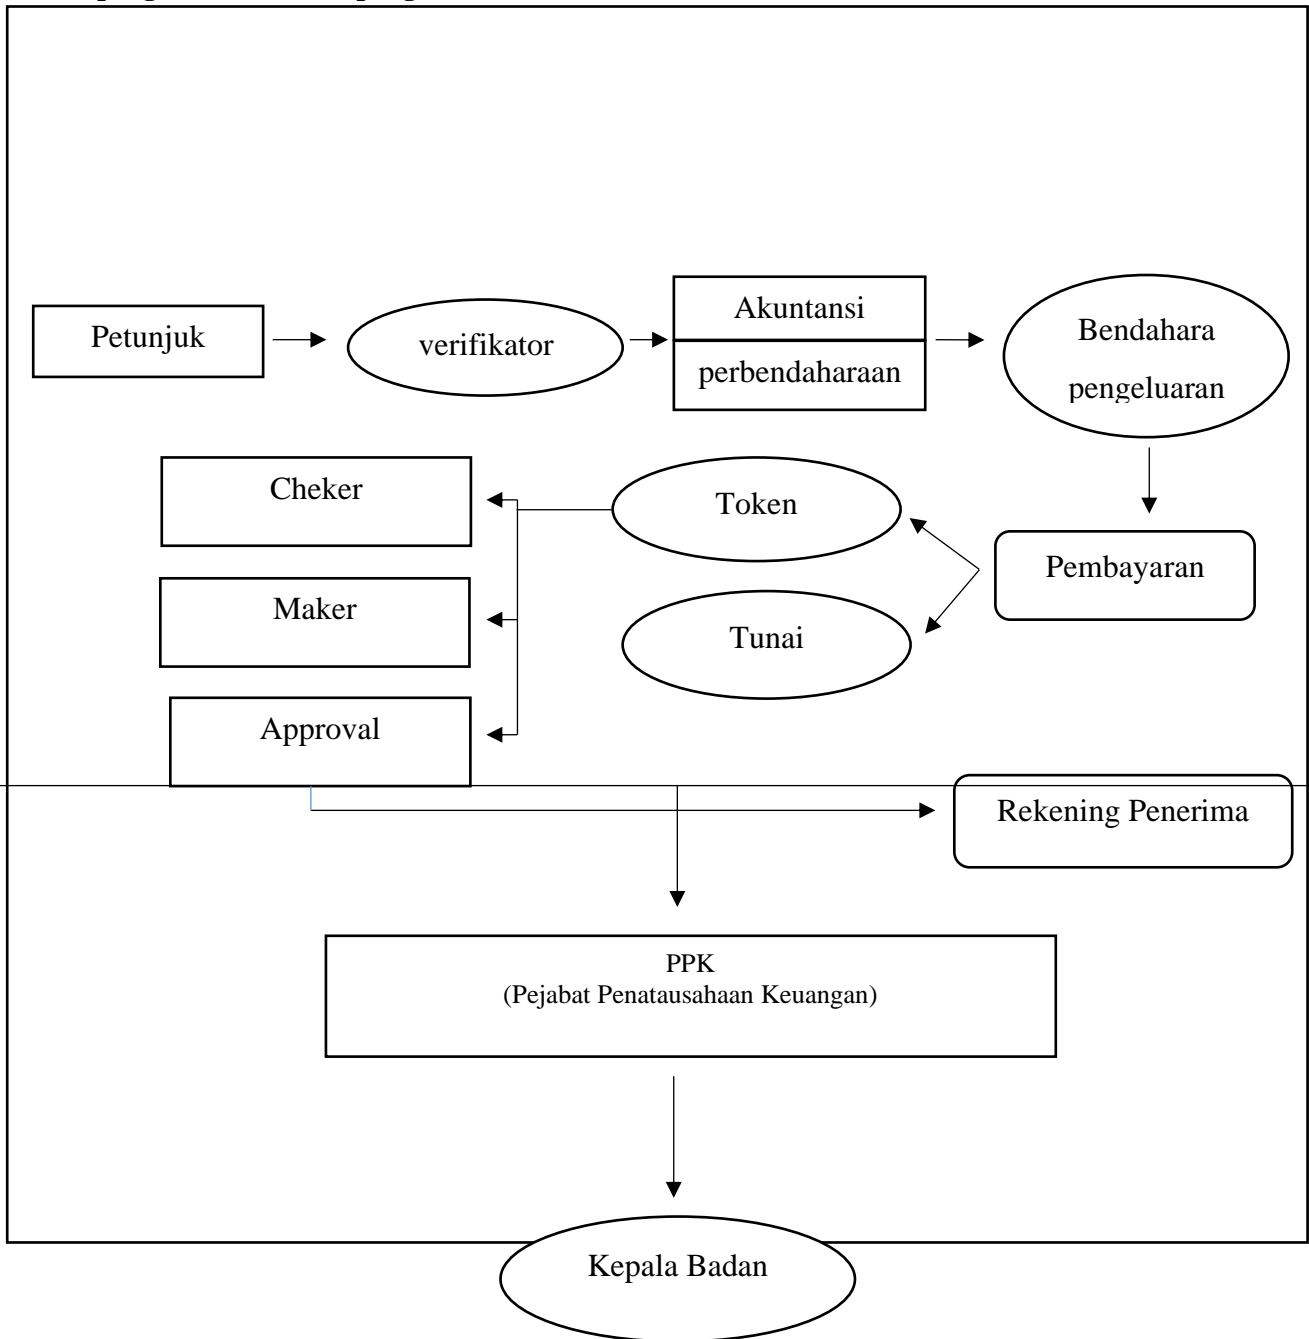 Petunjuk
verifikator
Akuntansi
perbendaharaan
Bendahara
pengeluaran
Cheker
Token
Pembayaran
Maker
Tunai
Approval
Rekening Penerima
PPK
(Pejabat Penatausahaan Keuangan)
Kepala Badan